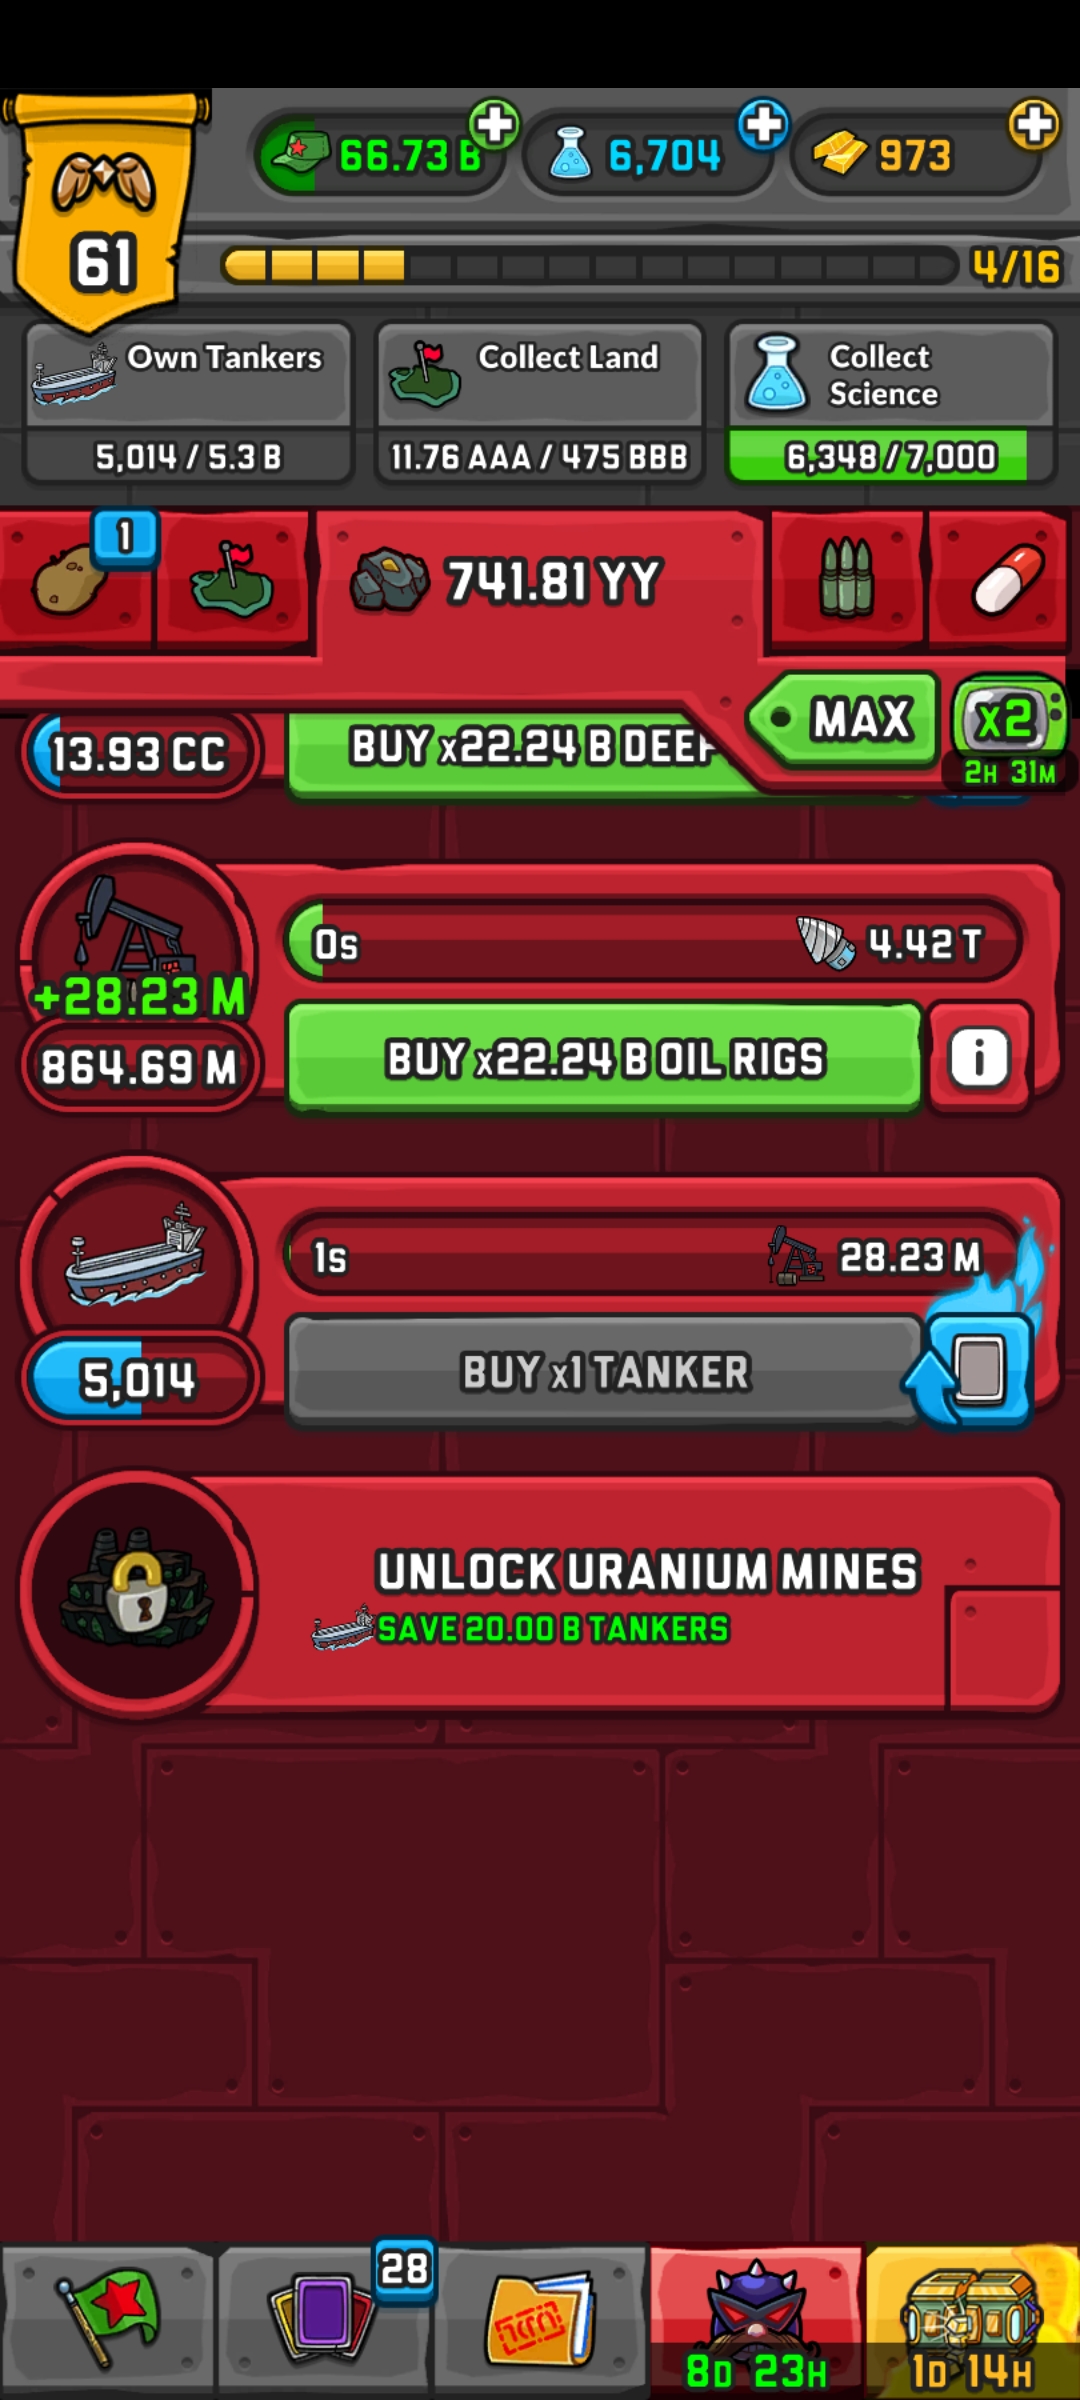 66.73 B
6,704
973
61
4/16
Own Tankers
5,014 / 5.3 B
Collect Land
11.76 AAA / 475 BBB
Collect
Science
6,348 / 7,000
1
741.81 YY
MAX
x2
2H 31M
13.93 CC
BUY x22.24 B DEEP
0s
4.42 T
+28.23 M
864.69 M
BUY x22.24 B OIL RIGS
i
1s
28.23 M
5,014
BUY x1 TANKER
UNLOCK URANIUM MINES
SAVE 20.00 B TANKERS
28
8D 23H
1D 14H